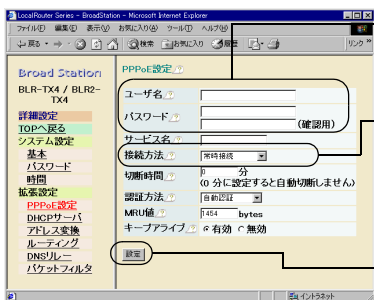 LocalRouter Series - BroadStation - Microsoft Internet Explorer
ファイル(F) 編集(E) 表示(V) お気に入り(A) ツール(T) ヘルプ(H)
戻る 検索 お気に入り 履歴 リンク
Broad Station
BLR-TX4 / BLR2-TX4
詳細設定
TOPへ戻る
システム設定
基本
パスワード
時間
拡張設定
PPPoE設定
DHCPサーバ
アドレス変換
ルーティング
DNSリレー
パケットフィルタ
PPPoE設定
ユーザ名
パスワード
(確認用)
サービス名
接続方法 常時接続
切断時間 0 分
(0 分に設定すると自動切断しません)
認証方法 自動認証
MRU値 1454 bytes
キープアライブ 有効 無効
設定
イントラネット